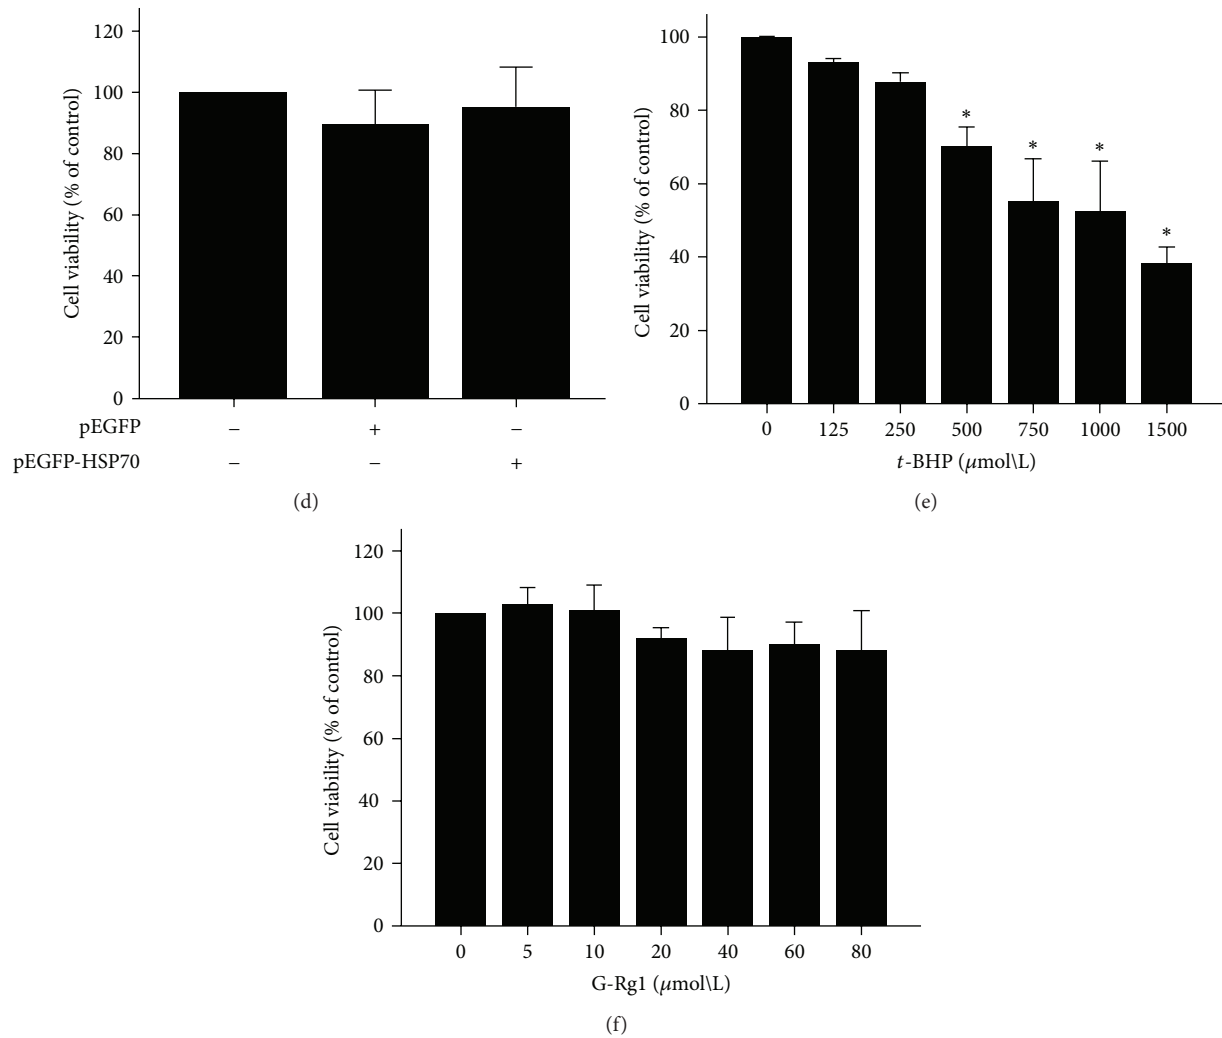 120
100
80
60
40
20
0
Cell viability (% of control)
pEGFP − + −
pEGFP-HSP70 − − +
(d)
100
80
60
40
20
0
Cell viability (% of control)
* * * *
0 125 250 500 750 1000 1500
t-BHP (μmol\L)
(e)
120
100
80
60
40
20
0
Cell viability (% of control)
0 5 10 20 40 60 80
G-Rg1 (μmol\L)
(f)